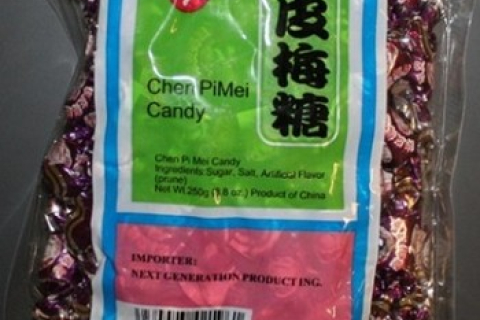 皮梅糖
Chen PiMei
Candy
Chen Pi Mei Candy
Ingredients:Sugar, Salt, Artificial Flavor
(prune)
Net Wt 250g (8.8 oz.) Product of China
IMPORTER:
NEXT GENERATION PRODUCT ING.